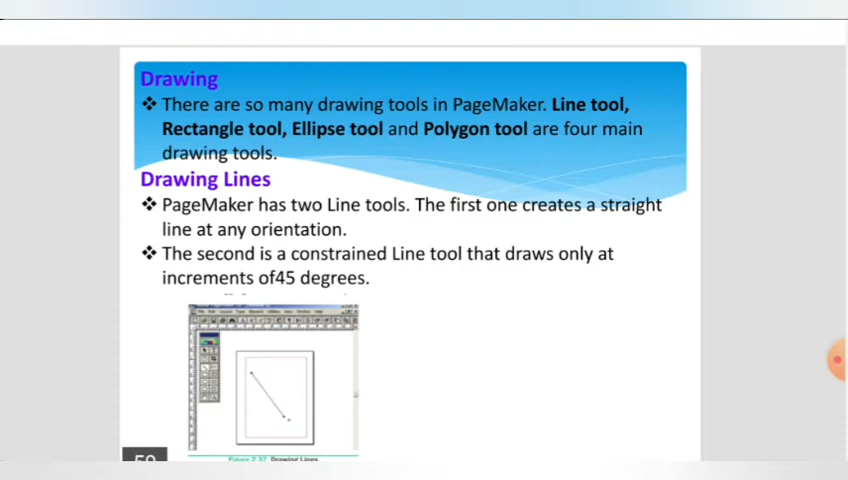 Drawing
❖ There are so many drawing tools in PageMaker. Line tool,
Rectangle tool, Ellipse tool and Polygon tool are four main
drawing tools.
Drawing Lines
❖ PageMaker has two Line tools. The first one creates a straight
line at any orientation.
❖ The second is a constrained Line tool that draws only at
increments of45 degrees.
Drawing Lines